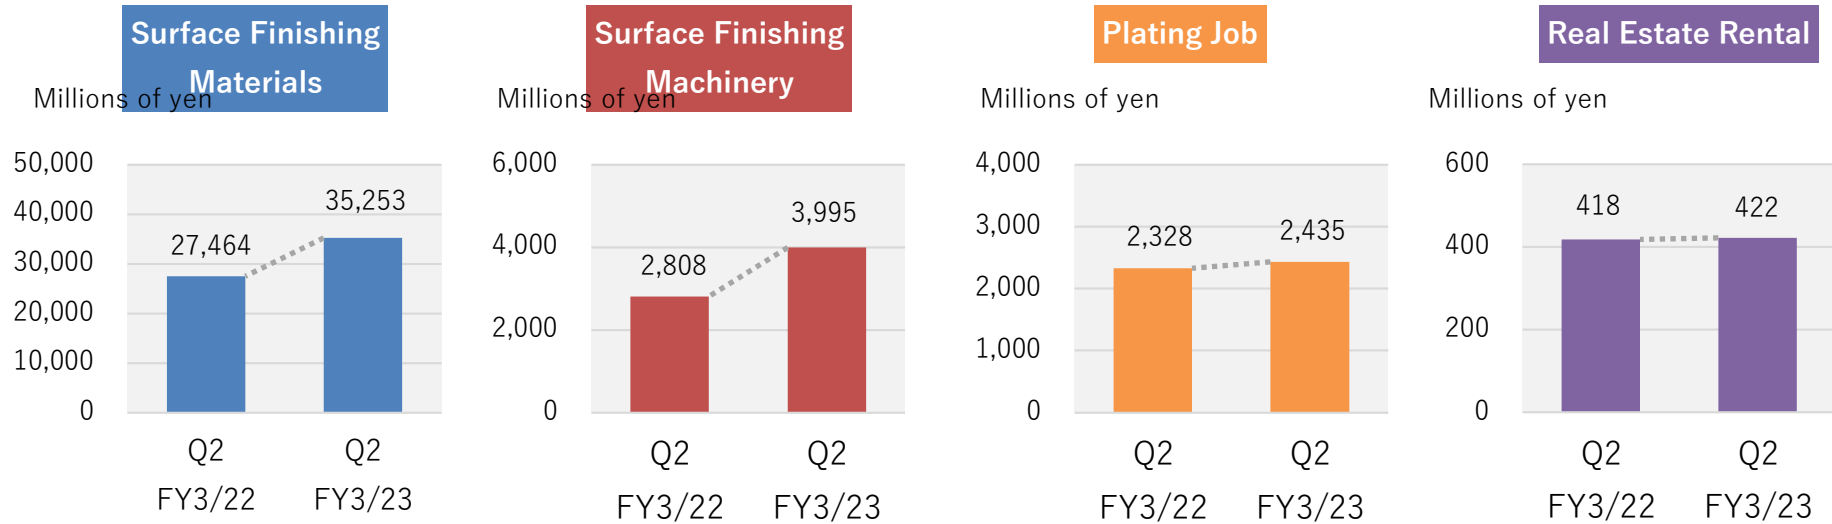 Surface Finishing
Materials
Millions of yen
50,000
40,000
30,000
20,000
10,000
0
27,464
35,253
Q2
FY3/22
Q2
FY3/23
Surface Finishing
Machinery
Millions of yen
6,000
4,000
2,000
0
2,808
3,995
Q2
FY3/22
Q2
FY3/23
Plating Job
Millions of yen
4,000
3,000
2,000
1,000
0
2,328
2,435
Q2
FY3/22
Q2
FY3/23
Real Estate Rental
Millions of yen
600
400
200
0
418
422
Q2
FY3/22
Q2
FY3/23